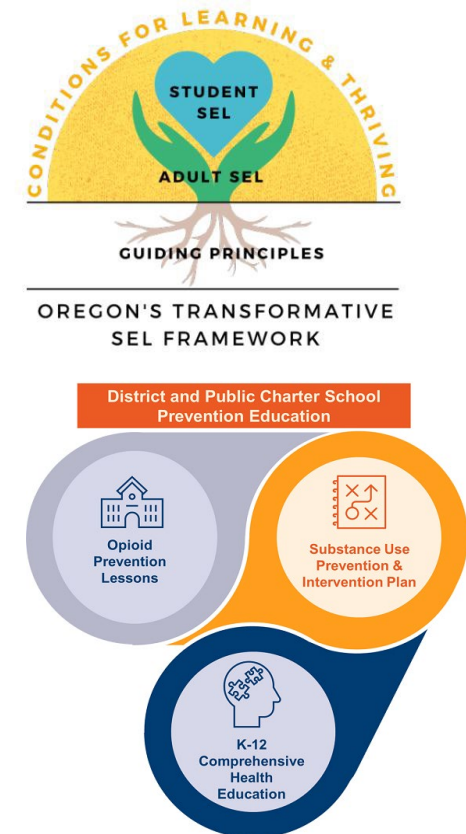 CONDITIONS FOR LEARNING & THRIVING
STUDENT
SEL
ADULT SEL
GUIDING PRINCIPLES
OREGON'S TRANSFORMATIVE
SEL FRAMEWORK
District and Public Charter School
Prevention Education
Opioid
Prevention
Lessons
Substance Use
Prevention &
Intervention Plan
K-12
Comprehensive
Health
Education